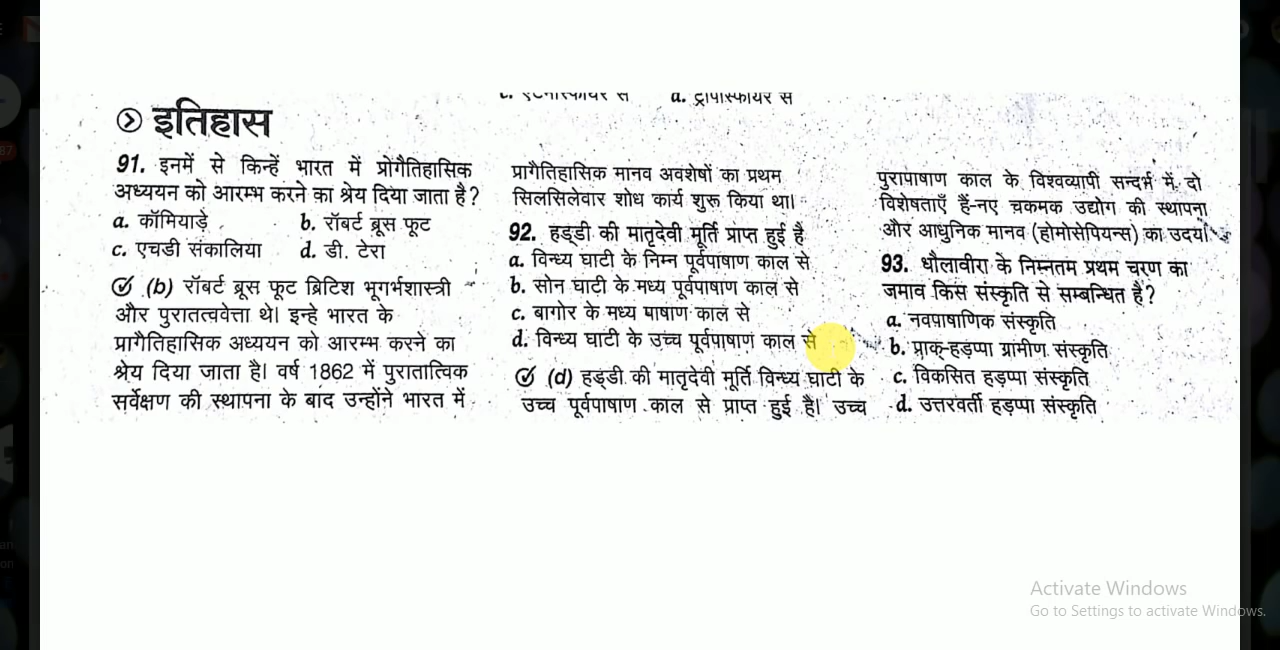 d. ट्रोपोस्फीयर से
इतिहास
91. इनमें से किन्हें भारत में प्रोगैतिहासिक
अध्ययन को आरम्भ करने का श्रेय दिया जाता है?
a. कॉमियाड़े b. रॉबर्ट ब्रूस फूट
c. एचडी संकालिया d. डी. टेरा
(b) रॉबर्ट ब्रूस फूट ब्रिटिश भूगर्भशास्त्री
और पुरातत्ववेत्ता थे। इन्हे भारत के
प्रागैतिहासिक अध्ययन को आरम्भ करने का
श्रेय दिया जाता है। वर्ष 1862 में पुरातात्विक
सर्वेक्षण की स्थापना के बाद उन्होंने भारत में
प्रागैतिहासिक मानव अवशेषों का प्रथम
सिलसिलेवार शोध कार्य शुरू किया था।
92. हड्डी की मातृदेवी मूर्ति प्राप्त हुई है
a. विन्ध्य घाटी के निम्न पूर्वपाषाण काल से
b. सोन घाटी के मध्य पूर्वपाषाण काल से
c. बागोर के मध्य पाषाण काल से
d. विन्ध्य घाटी के उच्च पूर्वपाषाण काल से
(d) हड्डी की मातृदेवी मूर्ति विन्ध्य घाटी के
उच्च पूर्वपाषाण काल से प्राप्त हुई है। उच्च
पुरापाषाण काल के विश्वव्यापी सन्दर्भ में दो
विशेषताएँ हैं-नए चकमक उद्योग की स्थापना
और आधुनिक मानव (होमोसेपियन्स) का उदय।
93. धौलावीरा के निम्नतम प्रथम चरण का
जमाव किस संस्कृति से सम्बन्धित है?
a. नवपाषाणिक संस्कृति
b. प्राक्-हड़प्पा ग्रामीण संस्कृति
c. विकसित हड़प्पा संस्कृति
d. उत्तरवर्ती हड़प्पा संस्कृति
Activate Windows
Go to Settings to activate Windows.